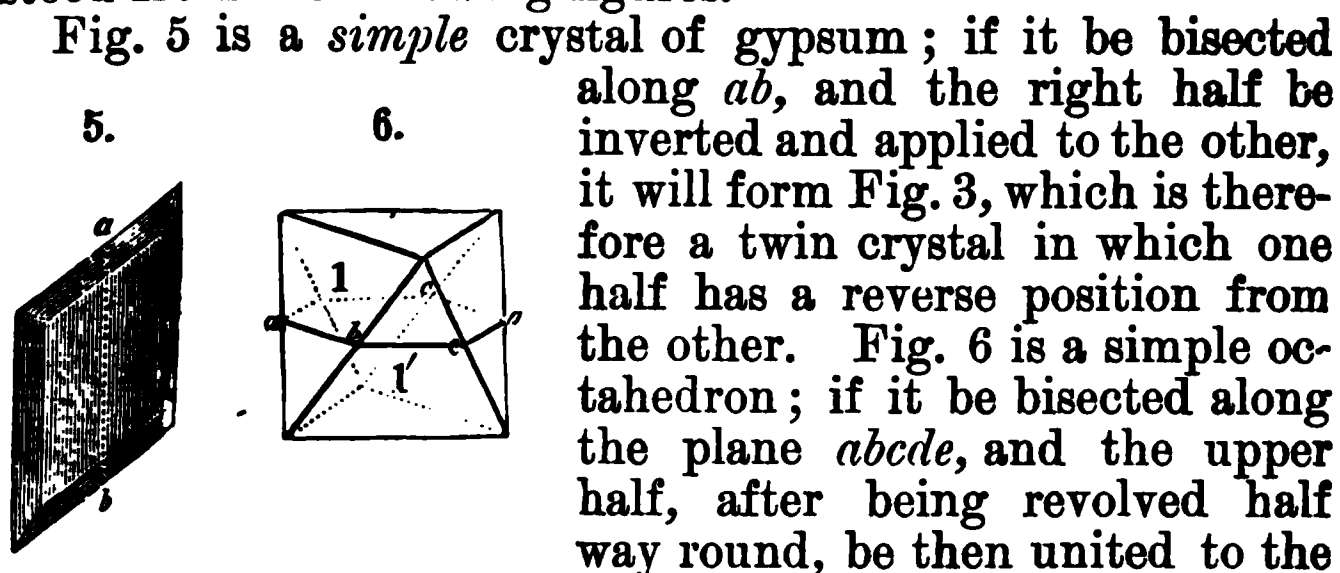 Fig. 5 is a simple crystal of gypsum ; if it be bisected
along ab, and the right half be
5. 6.
inverted and applied to the other,
it will form Fig. 3, which is there-
fore a twin crystal in which one
half has a reverse position from
the other. Fig. 6 is a simple oc-
tahedron ; if it be bisected along
the plane abcde, and the upper
half, after being revolved half
way round, be then united to the
a
b
1
1′
a
b
c
e